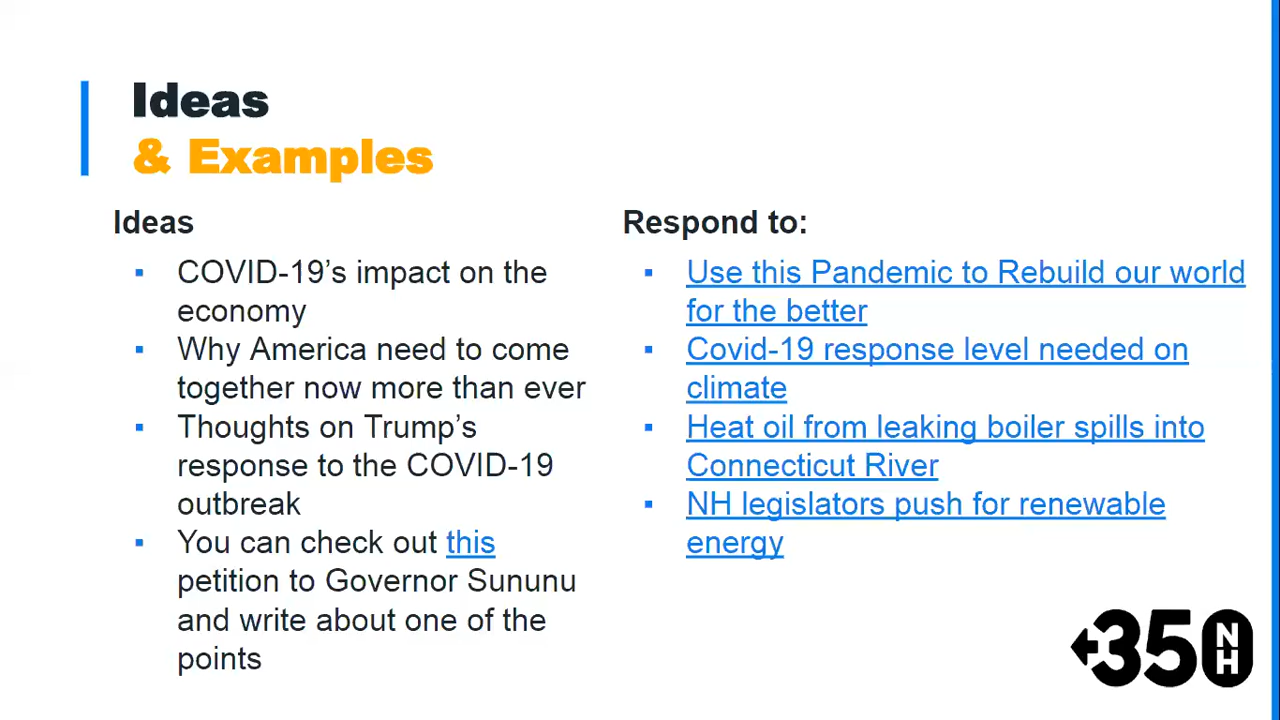 Ideas
& Examples
Ideas
▪ COVID-19’s impact on the
economy
▪ Why America need to come
together now more than ever
▪ Thoughts on Trump’s
response to the COVID-19
outbreak
▪ You can check out this
petition to Governor Sununu
and write about one of the
points
Respond to:
▪ Use this Pandemic to Rebuild our world
for the better
▪ Covid-19 response level needed on
climate
▪ Heat oil from leaking boiler spills into
Connecticut River
▪ NH legislators push for renewable
energy
350
NH